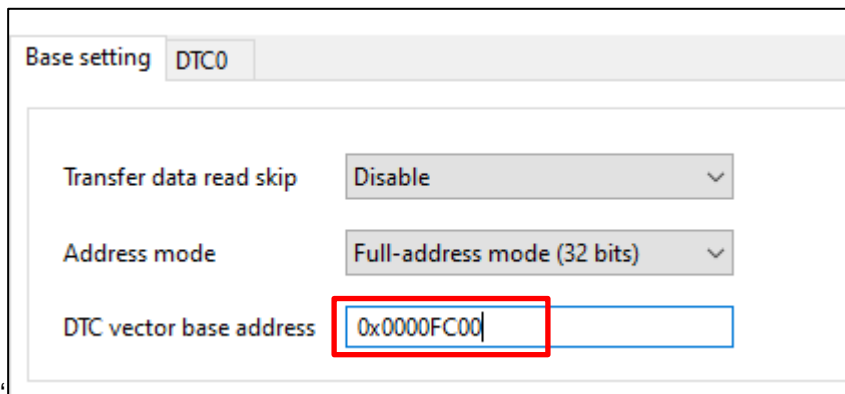 Base setting DTC0
Transfer data read skip Disable
Address mode Full-address mode (32 bits)
DTC vector base address 0x0000FC00
‘